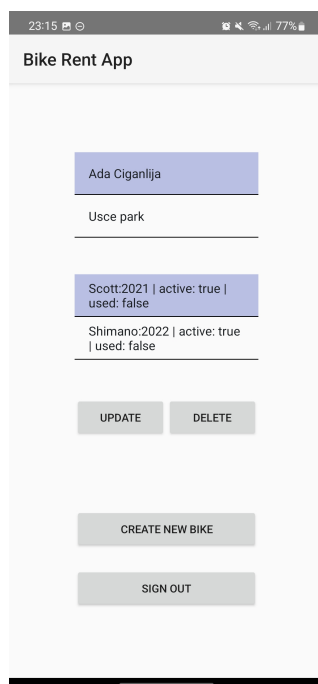 23:15 77%
Bike Rent App
Ada Ciganlija
Usce park
Scott:2021 | active: true |
used: false
Shimano:2022 | active: true
| used: false
UPDATE DELETE
CREATE NEW BIKE
SIGN OUT